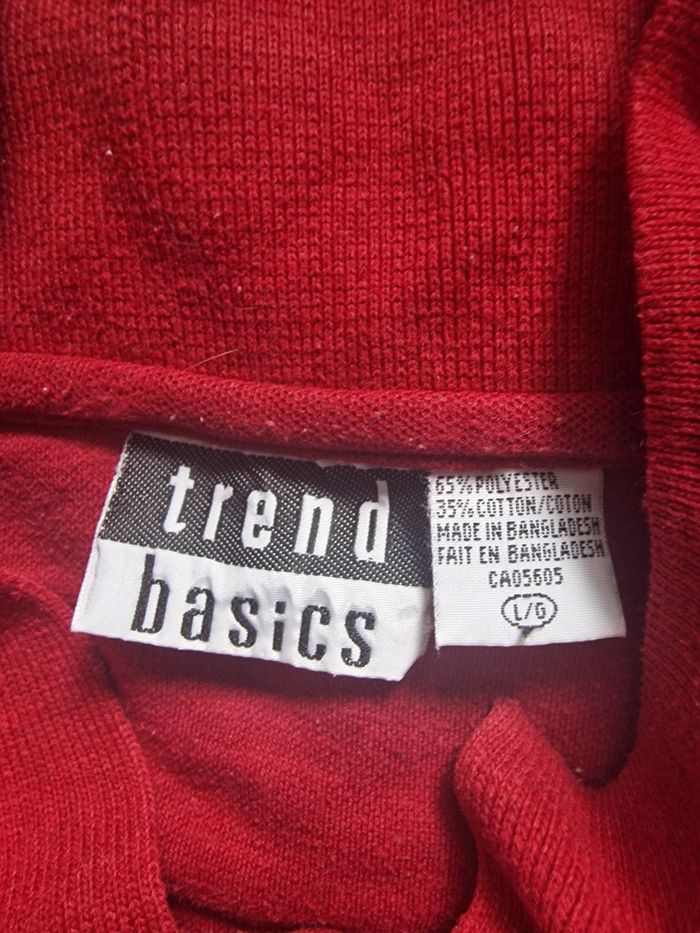 trend
basics
65% POLYESTER
35% COTTON/COTON
MADE IN BANGLADESH
FAIT EN BANGLADESH
CA05605
L/G